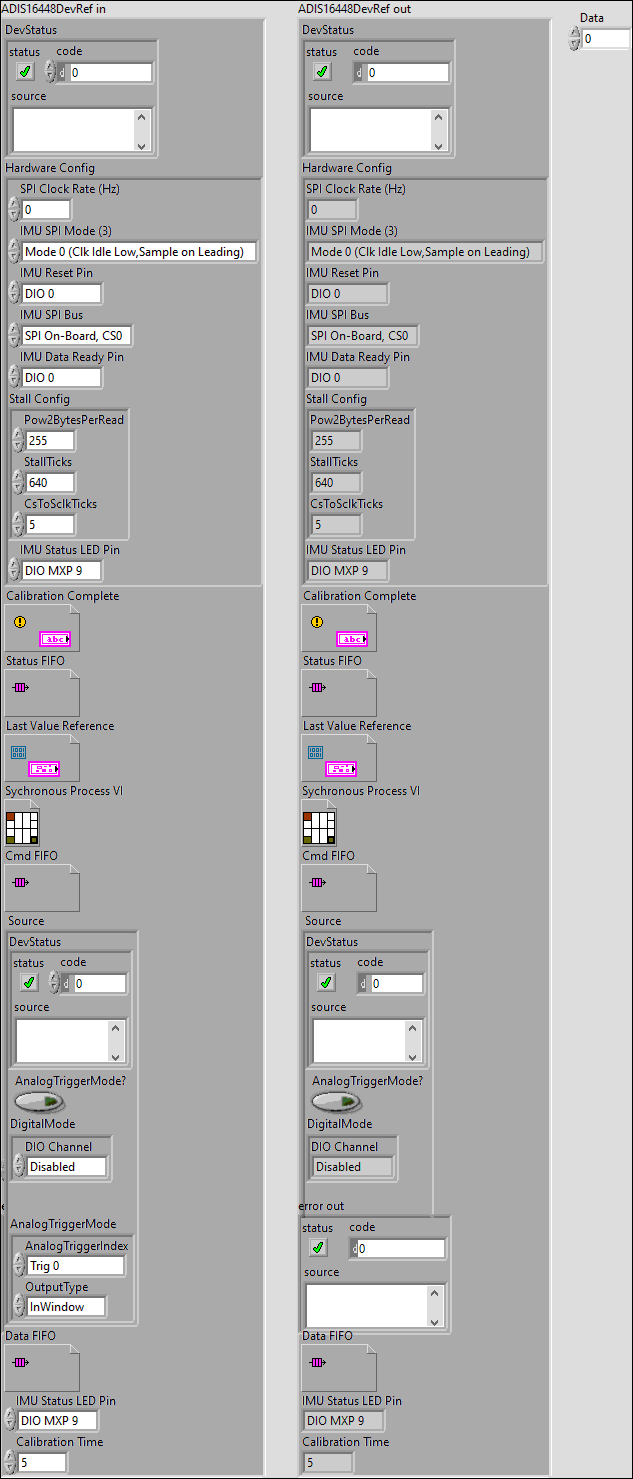 ADIS16448DevRef in
DevStatus
status code
d 0
source
Hardware Config
SPI Clock Rate (Hz)
0
IMU SPI Mode (3)
Mode 0 (Clk Idle Low,Sample on Leading)
IMU Reset Pin
DIO 0
IMU SPI Bus
SPI On-Board, CS0
IMU Data Ready Pin
DIO 0
Stall Config
Pow2BytesPerRead
255
StallTicks
640
CsToSclkTicks
5
IMU Status LED Pin
DIO MXP 9
Calibration Complete
abc
Status FIFO
Last Value Reference
Sychronous Process VI
Cmd FIFO
Source
DevStatus
status code
d 0
source
AnalogTriggerMode?
DigitalMode
DIO Channel
Disabled
AnalogTriggerMode
AnalogTriggerIndex
Trig 0
OutputType
InWindow
Data FIFO
IMU Status LED Pin
DIO MXP 9
Calibration Time
5
ADIS16448DevRef out
DevStatus
status code
d 0
source
Hardware Config
SPI Clock Rate (Hz)
0
IMU SPI Mode (3)
Mode 0 (Clk Idle Low,Sample on Leading)
IMU Reset Pin
DIO 0
IMU SPI Bus
SPI On-Board, CS0
IMU Data Ready Pin
DIO 0
Stall Config
Pow2BytesPerRead
255
StallTicks
640
CsToSclkTicks
5
IMU Status LED Pin
DIO MXP 9
Calibration Complete
abc
Status FIFO
Last Value Reference
Sychronous Process VI
Cmd FIFO
Source
DevStatus
status code
d 0
source
AnalogTriggerMode?
DigitalMode
DIO Channel
Disabled
error out
status code
d 0
source
Data FIFO
IMU Status LED Pin
DIO MXP 9
Calibration Time
5
Data
0